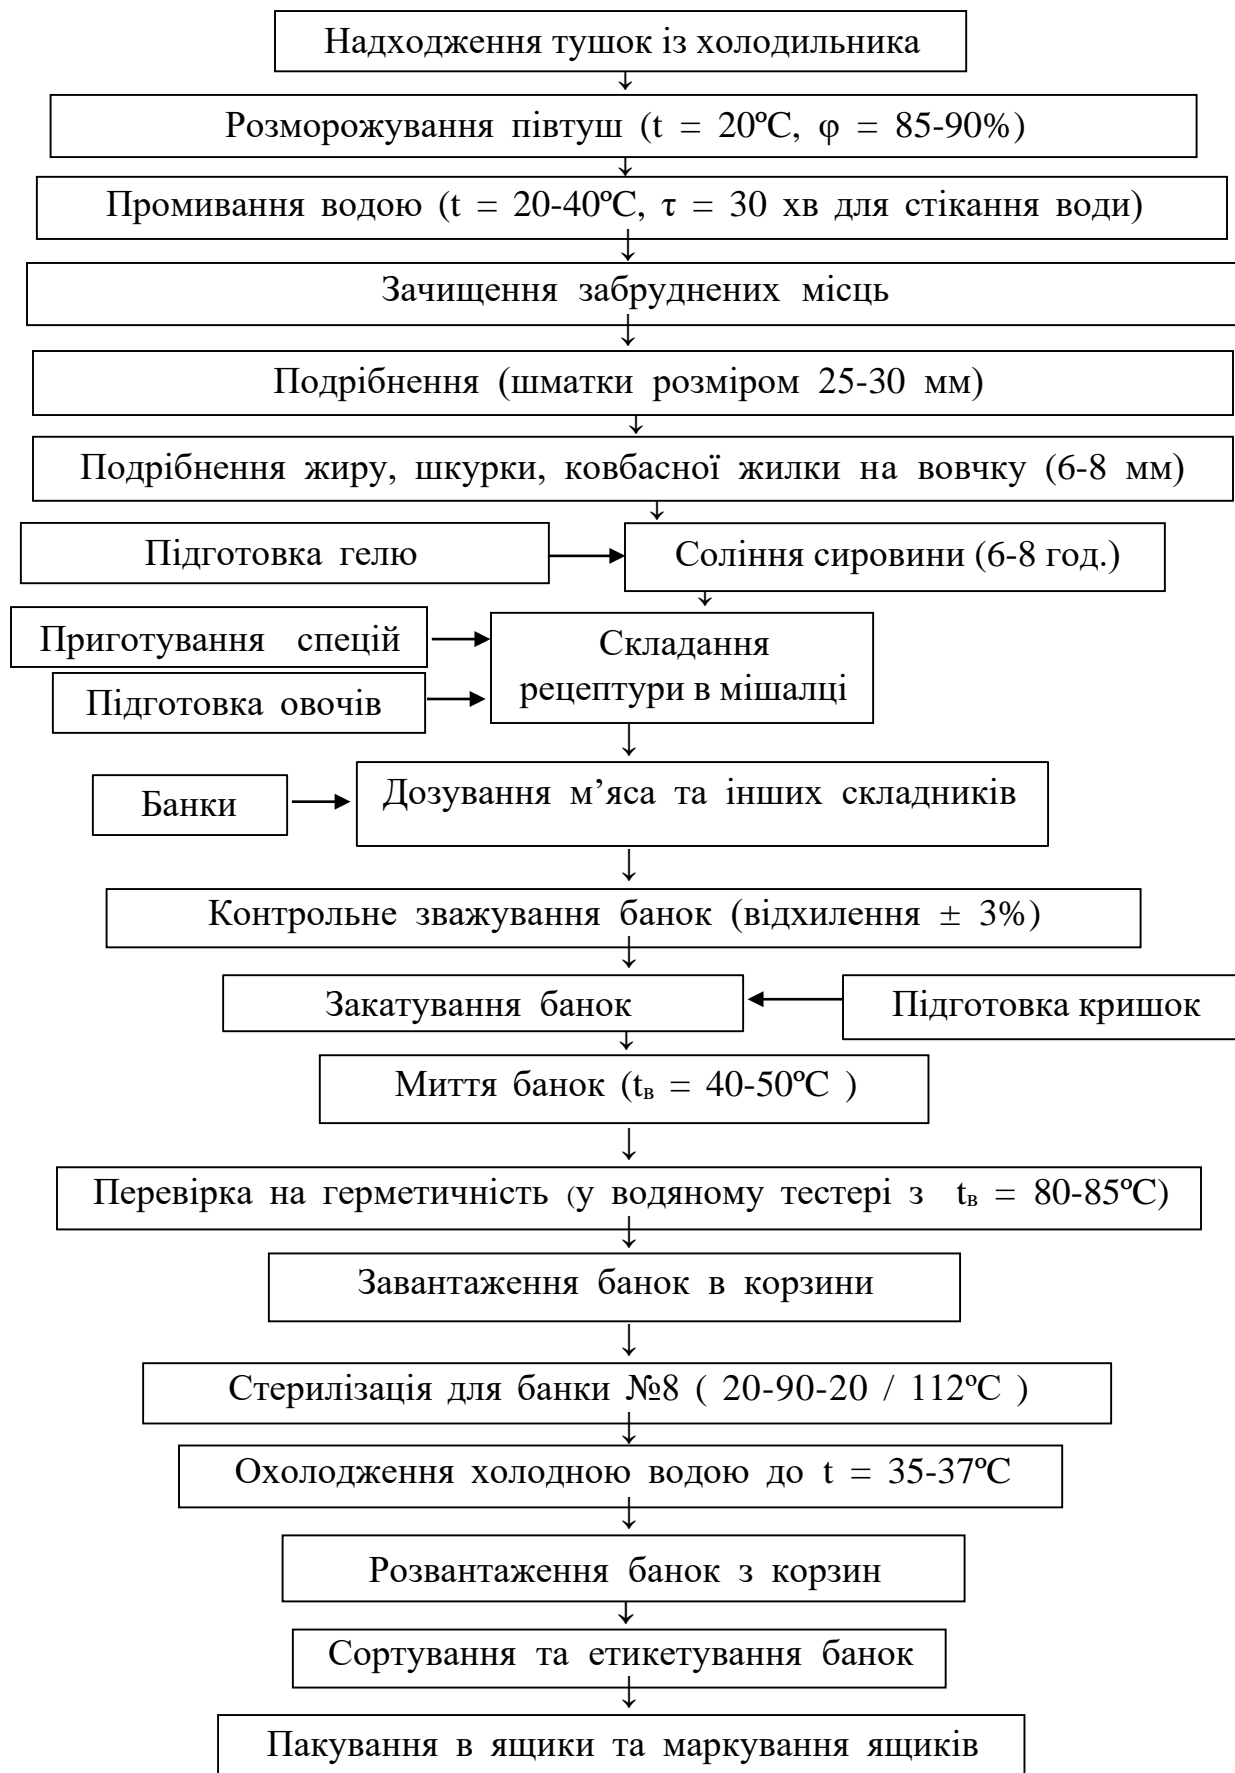 Надходження тушок із холодильника
Розморожування півтуш (t = 20ºC, φ = 85-90%)
Промивання водою (t = 20-40ºC, τ = 30 хв для стікання води)
Зачищення забруднених місць
Подрібнення (шматки розміром 25-30 мм)
Подрібнення жиру, шкурки, ковбасної жилки на вовчку (6-8 мм)
Підготовка гелю
Соління сировини (6-8 год.)
Приготування спецій
Підготовка овочів
Складання
рецептури в мішалці
Банки
Дозування м’яса та інших складників
Контрольне зважування банок (відхилення ± 3%)
Закатування банок
Підготовка кришок
Миття банок (tв = 40-50ºC )
Перевірка на герметичність (у водяному тестері з tв = 80-85ºC)
Завантаження банок в корзини
Стерилізація для банки №8 ( 20-90-20 / 112ºC )
Охолодження холодною водою до t = 35-37ºC
Розвантаження банок з корзин
Сортування та етикетування банок
Пакування в ящики та маркування ящиків